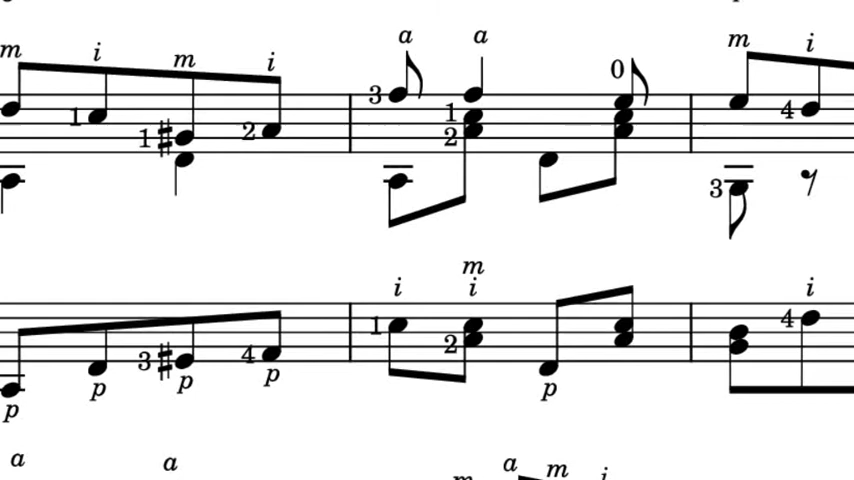 a a
m i m i 0 m i
3
1 1 4
1 2 2
3
m
i i i
1 4
3 4 2
p p p p p
a a a m i
m